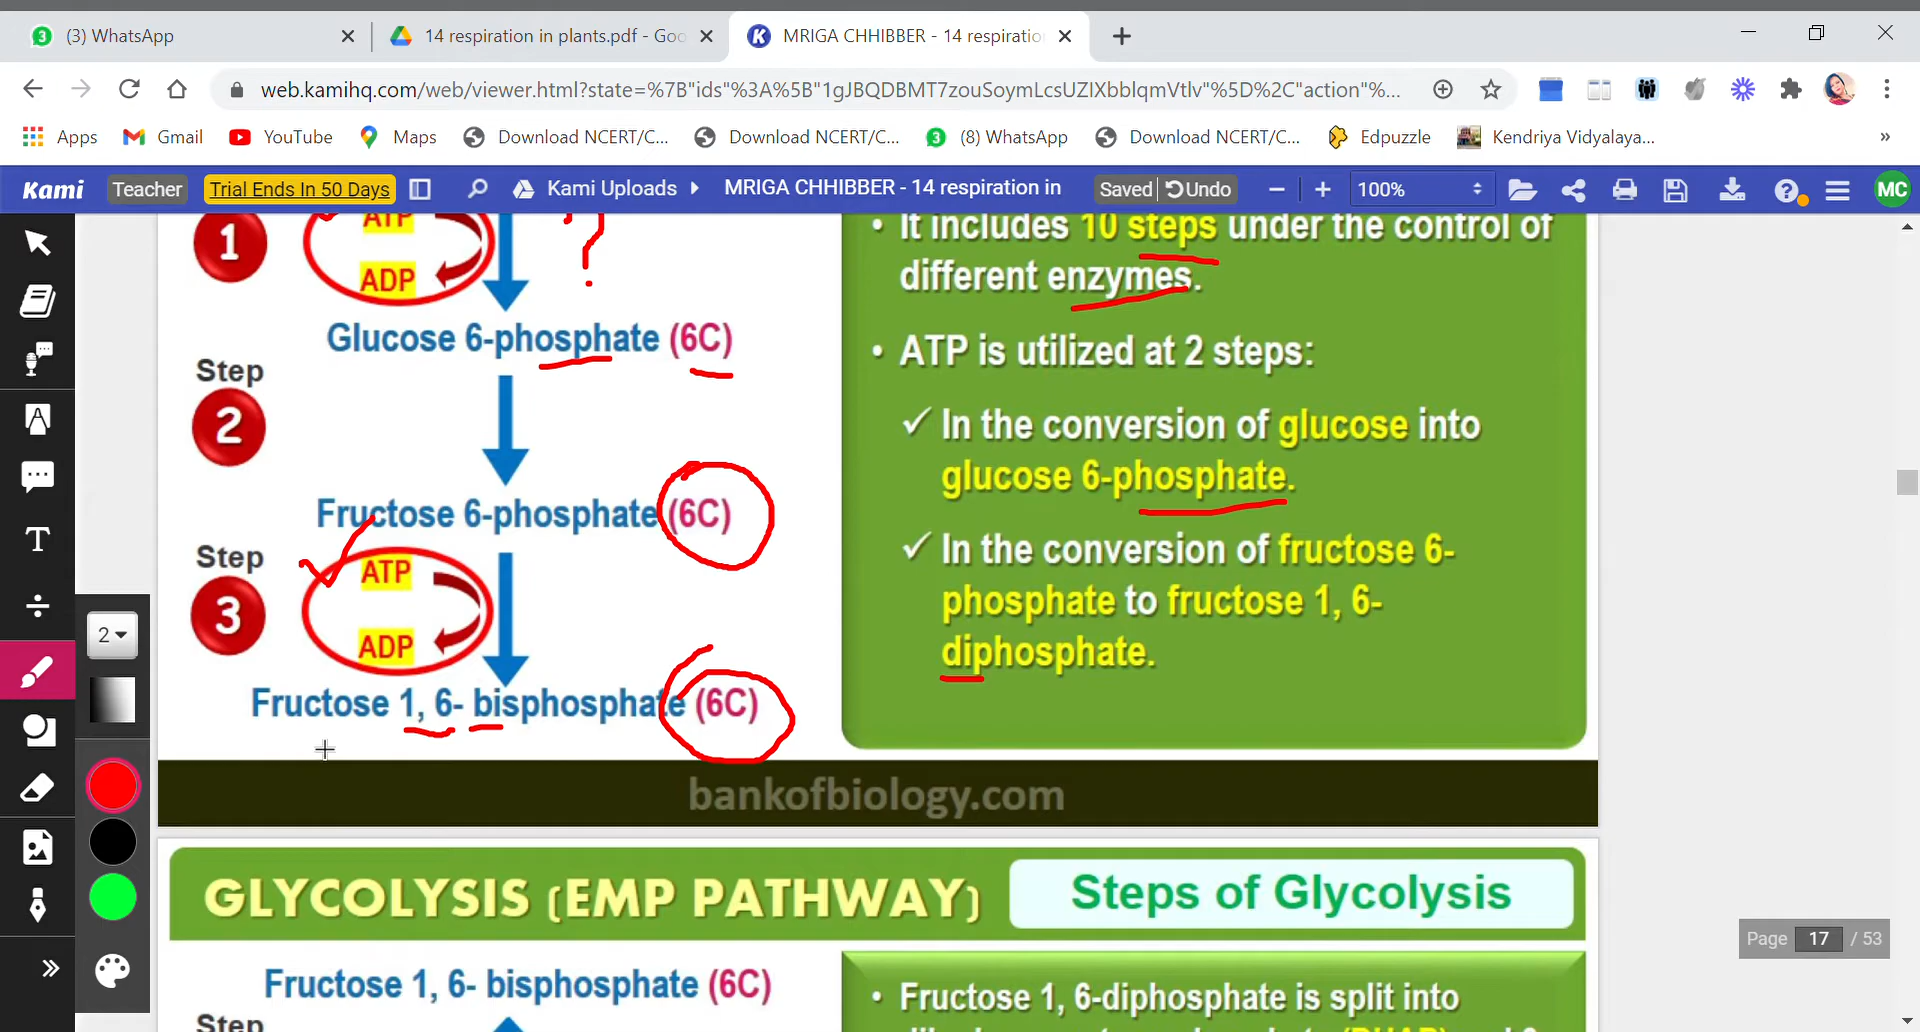 (3) WhatsApp
14 respiration in plants.pdf - Goo
MRIGA CHHIBBER - 14 respiratio
web.kamihq.com/web/viewer.html?state=%7B"ids"%3A%5B"1gJBQDBMT7zouSoymLcsUZIXbblqmVtlv"%5D%2C"action"%...
Apps
Gmail
YouTube
Maps
Download NCERT/C...
Download NCERT/C...
(8) WhatsApp
Download NCERT/C...
Edpuzzle
Kendriya Vidyalaya...
Kami
Teacher
Trial Ends In 50 Days
Kami Uploads
MRIGA CHHIBBER - 14 respiration in
Saved
Undo
100%
MC
1
ATP
ADP
?
Glucose 6-phosphate (6C)
Step
2
Fructose 6-phosphate (6C)
Step
3
ATP
ADP
Fructose 1, 6- bisphosphate (6C)
• It includes 10 steps under the control of
different enzymes.
• ATP is utilized at 2 steps:
✓ In the conversion of glucose into
glucose 6-phosphate.
✓ In the conversion of fructose 6-
phosphate to fructose 1, 6-
diphosphate.
2
bankofbiology.com
GLYCOLYSIS (EMP PATHWAY)
Steps of Glycolysis
Page 17 / 53
Fructose 1, 6- bisphosphate (6C)
Step
• Fructose 1, 6-diphosphate is split into